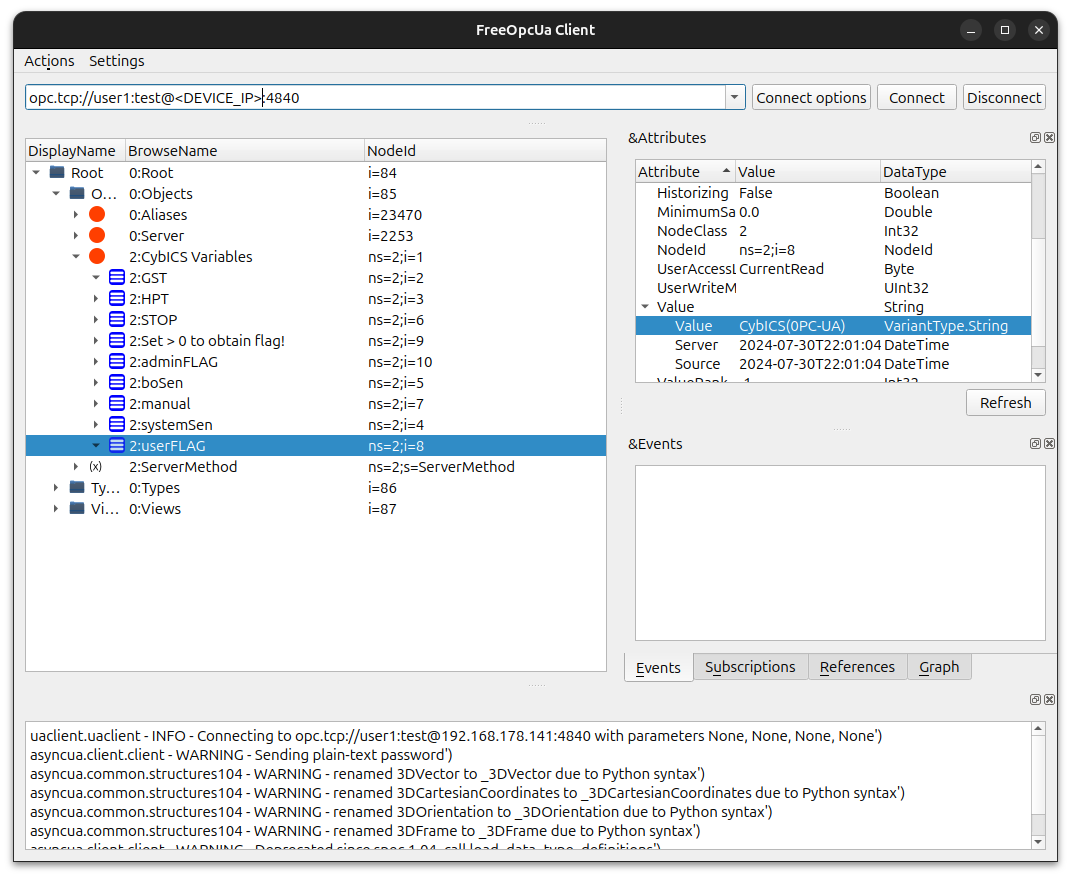 FreeOpcUa Client
Actions Settings
opc.tcp://user1:test@<DEVICE_IP>:4840 Connect options Connect Disconnect
DisplayName BrowseName NodeId
Root 0:Root i=84
O... 0:Objects i=85
0:Aliases i=23470
0:Server i=2253
2:CybICS Variables ns=2;i=1
2:GST ns=2;i=2
2:HPT ns=2;i=3
2:STOP ns=2;i=6
2:Set > 0 to obtain flag! ns=2;i=9
2:adminFLAG ns=2;i=10
2:boSen ns=2;i=5
2:manual ns=2;i=7
2:systemSen ns=2;i=4
2:userFLAG ns=2;i=8
(x) 2:ServerMethod ns=2;s=ServerMethod
Ty... 0:Types i=86
Vi... 0:Views i=87
&Attributes
Attribute Value DataType
Historizing False Boolean
MinimumSa 0.0 Double
NodeClass 2 Int32
NodeId ns=2;i=8 NodeId
UserAccessL CurrentRead Byte
UserWriteM UInt32
Value String
Value CybICS(0PC-UA) VariantType.String
Server 2024-07-30T22:01:04 DateTime
Source 2024-07-30T22:01:04 DateTime
ValueRank -1 Int32
Refresh
&Events
Events Subscriptions References Graph
uaclient.uaclient - INFO - Connecting to opc.tcp://user1:test@192.168.178.141:4840 with parameters None, None, None, None')
asyncua.client.client - WARNING - Sending plain-text password')
asyncua.common.structures104 - WARNING - renamed 3DVector to _3DVector due to Python syntax')
asyncua.common.structures104 - WARNING - renamed 3DCartesianCoordinates to _3DCartesianCoordinates due to Python syntax')
asyncua.common.structures104 - WARNING - renamed 3DOrientation to _3DOrientation due to Python syntax')
asyncua.common.structures104 - WARNING - renamed 3DFrame to _3DFrame due to Python syntax')
asyncua.client.client - WARNING - Deprecated since spec 1.04, call load_data_type_definitions')